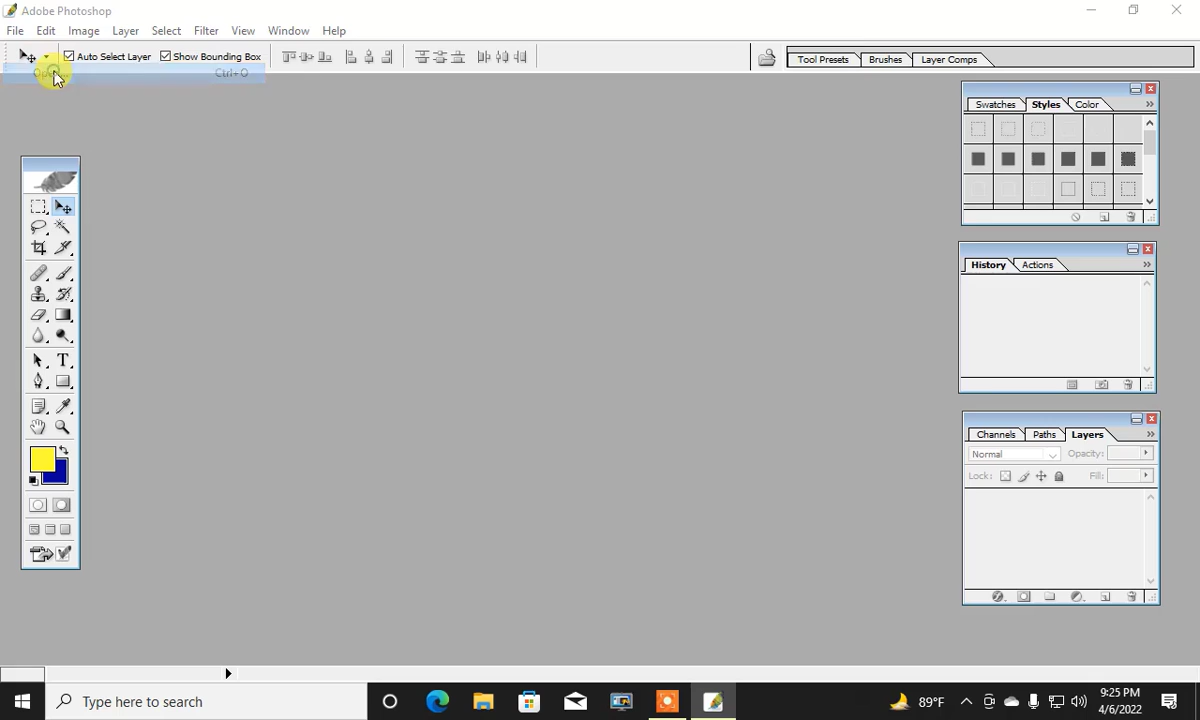 Adobe Photoshop
File Edit Image Layer Select Filter View Window Help
Auto Select Layer Show Bounding Box Tool Presets Brushes Layer Comps
Ctrl+O
Swatches Styles Color
History Actions
Channels Paths Layers
Normal Opacity:
Lock: Fill:
T
Type here to search
89°F
9:25 PM
4/6/2022